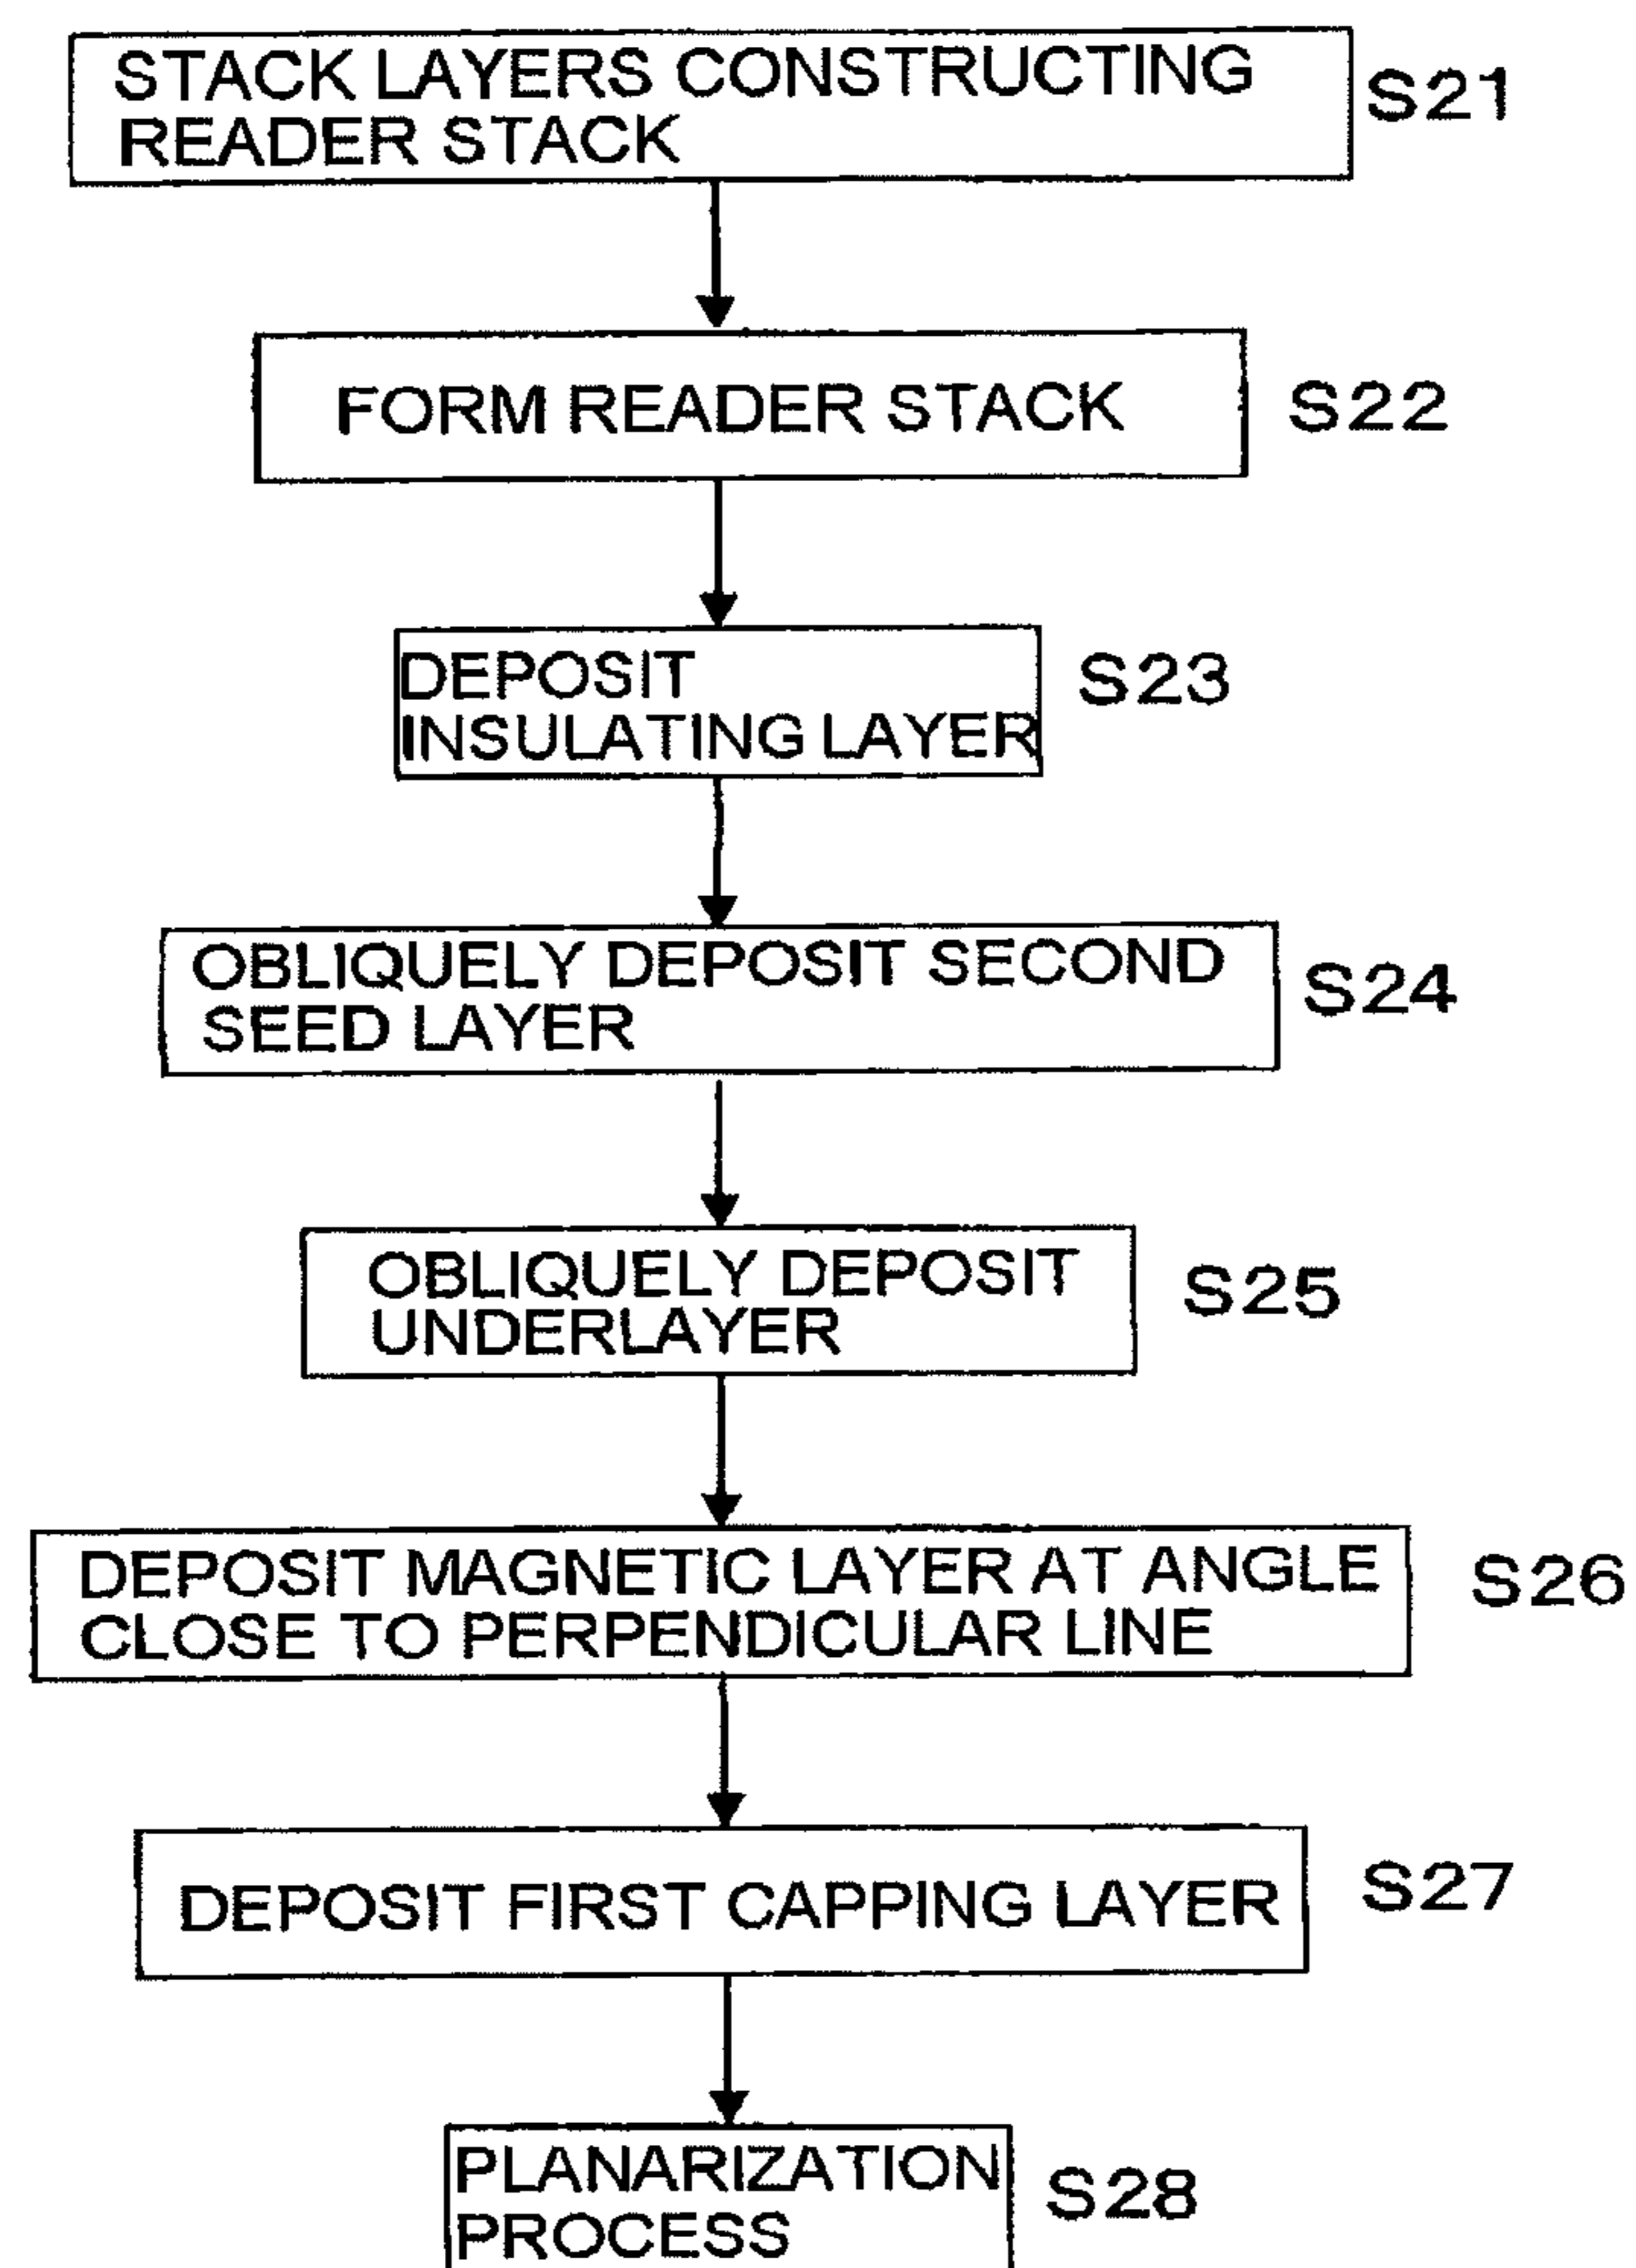 STACK LAYERS CONSTRUCTING
READER STACK
S21
FORM READER STACK
S22
DEPOSIT
INSULATING LAYER
S23
OBLIQUELY DEPOSIT SECOND
SEED LAYER
S24
OBLIQUELY DEPOSIT
UNDERLAYER
S25
DEPOSIT MAGNETIC LAYER AT ANGLE
CLOSE TO PERPENDICULAR LINE
S26
DEPOSIT FIRST CAPPING LAYER
S27
PLANARIZATION
PROCESS
S28